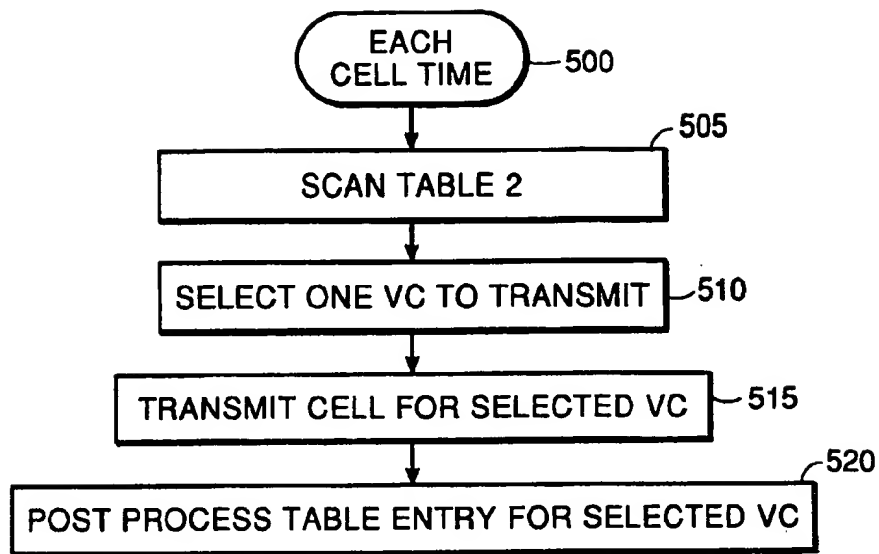 EACH
CELL TIME
500
505
SCAN TABLE 2
SELECT ONE VC TO TRANSMIT
510
TRANSMIT CELL FOR SELECTED VC
515
520
POST PROCESS TABLE ENTRY FOR SELECTED VC